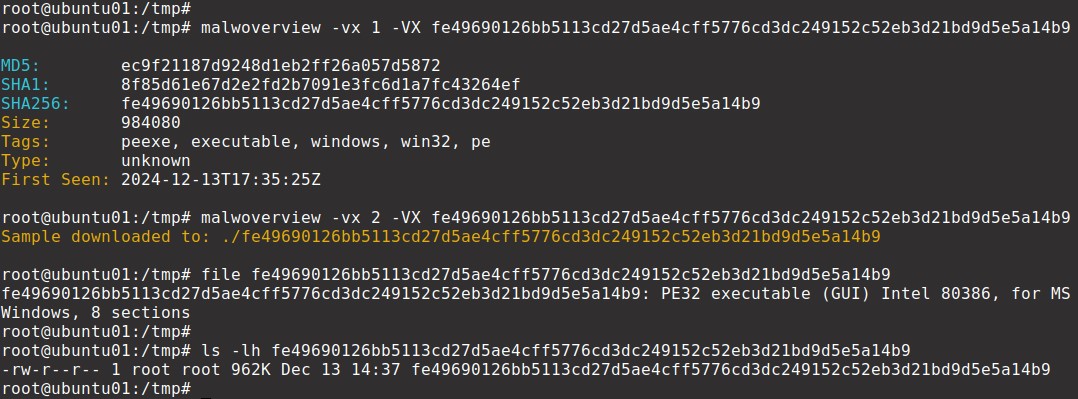 root@ubuntu01:/tmp#
root@ubuntu01:/tmp# malwoverview -vx 1 -VX fe49690126bb5113cd27d5ae4cff5776cd3dc249152c52eb3d21bd9d5e5a14b9
MD5: ec9f21187d9248d1eb2ff26a057d5872
SHA1: 8f85d61e67d2e2fd2b7091e3fc6d1a7fc43264ef
SHA256: fe49690126bb5113cd27d5ae4cff5776cd3dc249152c52eb3d21bd9d5e5a14b9
Size: 984080
Tags: peexe, executable, windows, win32, pe
Type: unknown
First Seen: 2024-12-13T17:35:25Z
root@ubuntu01:/tmp# malwoverview -vx 2 -VX fe49690126bb5113cd27d5ae4cff5776cd3dc249152c52eb3d21bd9d5e5a14b9
Sample downloaded to: ./fe49690126bb5113cd27d5ae4cff5776cd3dc249152c52eb3d21bd9d5e5a14b9
root@ubuntu01:/tmp# file fe49690126bb5113cd27d5ae4cff5776cd3dc249152c52eb3d21bd9d5e5a14b9
fe49690126bb5113cd27d5ae4cff5776cd3dc249152c52eb3d21bd9d5e5a14b9: PE32 executable (GUI) Intel 80386, for MS
Windows, 8 sections
root@ubuntu01:/tmp#
root@ubuntu01:/tmp# ls -lh fe49690126bb5113cd27d5ae4cff5776cd3dc249152c52eb3d21bd9d5e5a14b9
-rw-r--r-- 1 root root 962K Dec 13 14:37 fe49690126bb5113cd27d5ae4cff5776cd3dc249152c52eb3d21bd9d5e5a14b9
root@ubuntu01:/tmp#